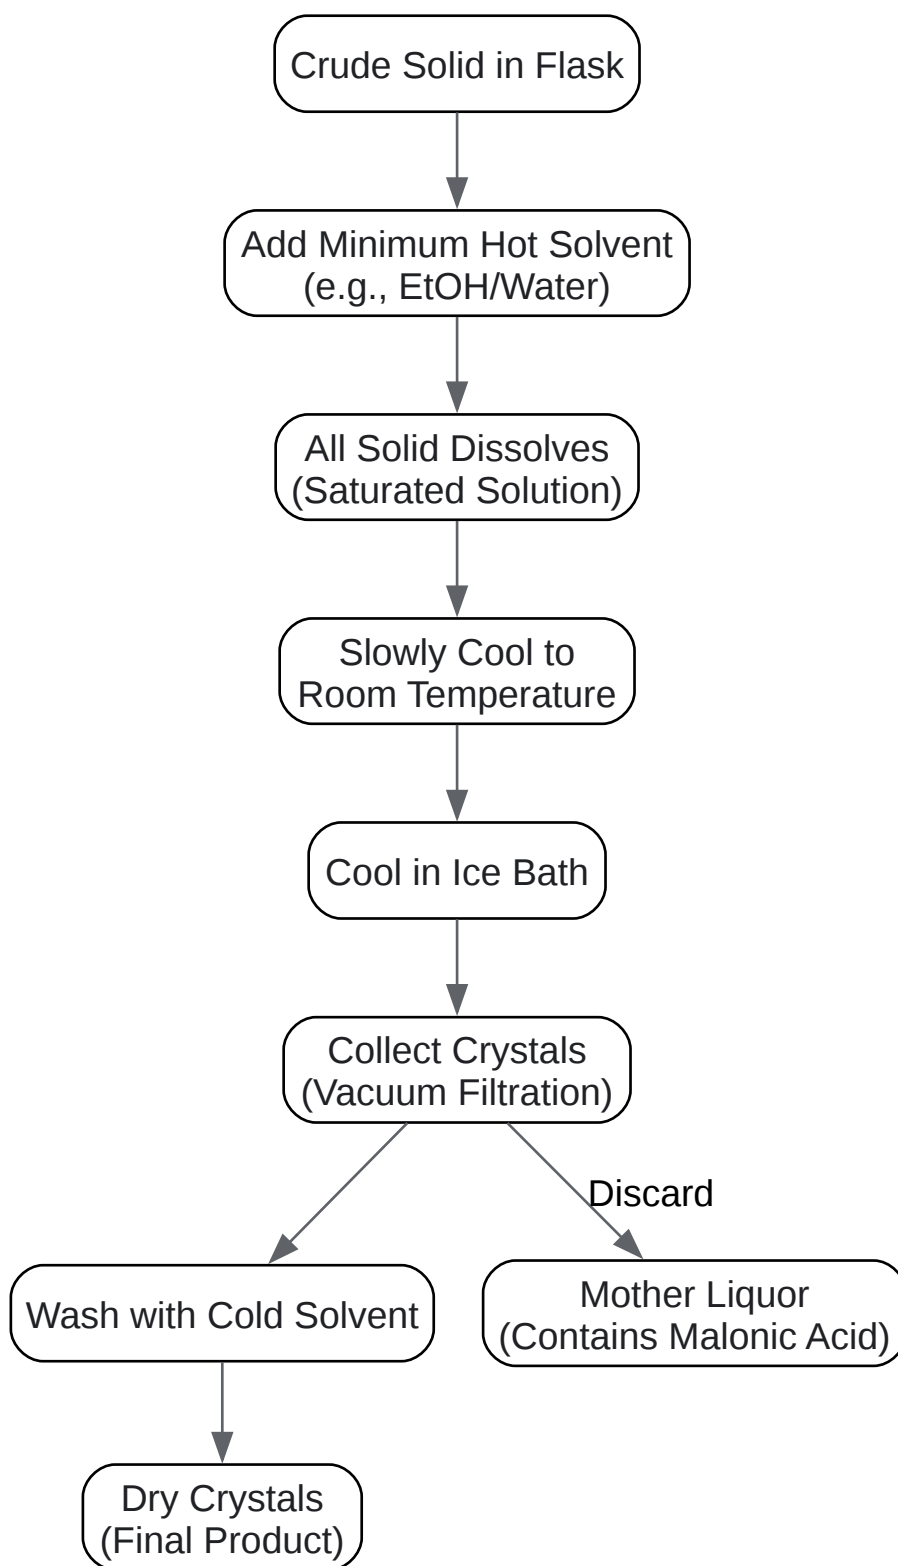 Crude Solid in Flask
Add Minimum Hot Solvent
(e.g., EtOH/Water)
All Solid Dissolves
(Saturated Solution)
Slowly Cool to
Room Temperature
Cool in Ice Bath
Collect Crystals
(Vacuum Filtration)
Discard
Wash with Cold Solvent
Mother Liquor
(Contains Malonic Acid)
Dry Crystals
(Final Product)